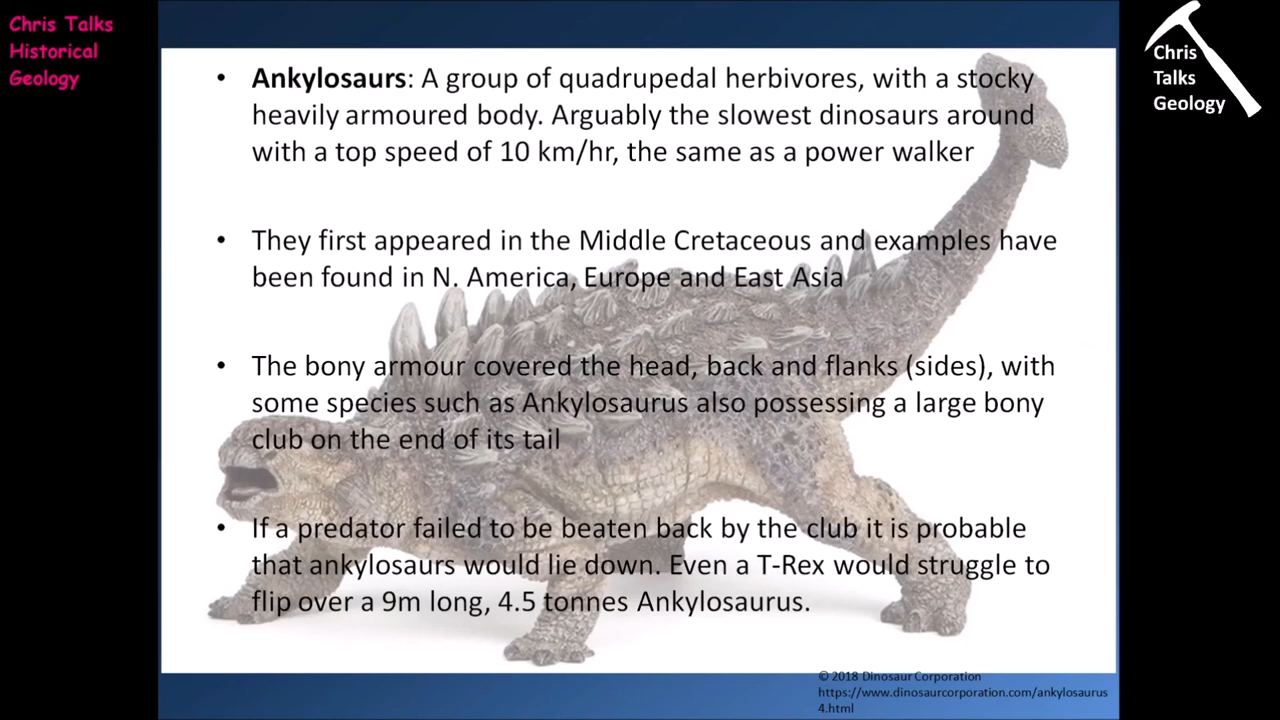 Chris Talks
Historical
Geology
Chris
Talks
Geology
• Ankylosaurs: A group of quadrupedal herbivores, with a stocky
heavily armoured body. Arguably the slowest dinosaurs around
with a top speed of 10 km/hr, the same as a power walker
• They first appeared in the Middle Cretaceous and examples have
been found in N. America, Europe and East Asia
• The bony armour covered the head, back and flanks (sides), with
some species such as Ankylosaurus also possessing a large bony
club on the end of its tail
• If a predator failed to be beaten back by the club it is probable
that ankylosaurs would lie down. Even a T-Rex would struggle to
flip over a 9m long, 4.5 tonnes Ankylosaurus.
© 2018 Dinosaur Corporation
https://www.dinosaurcorporation.com/ankylosaurus
4.html